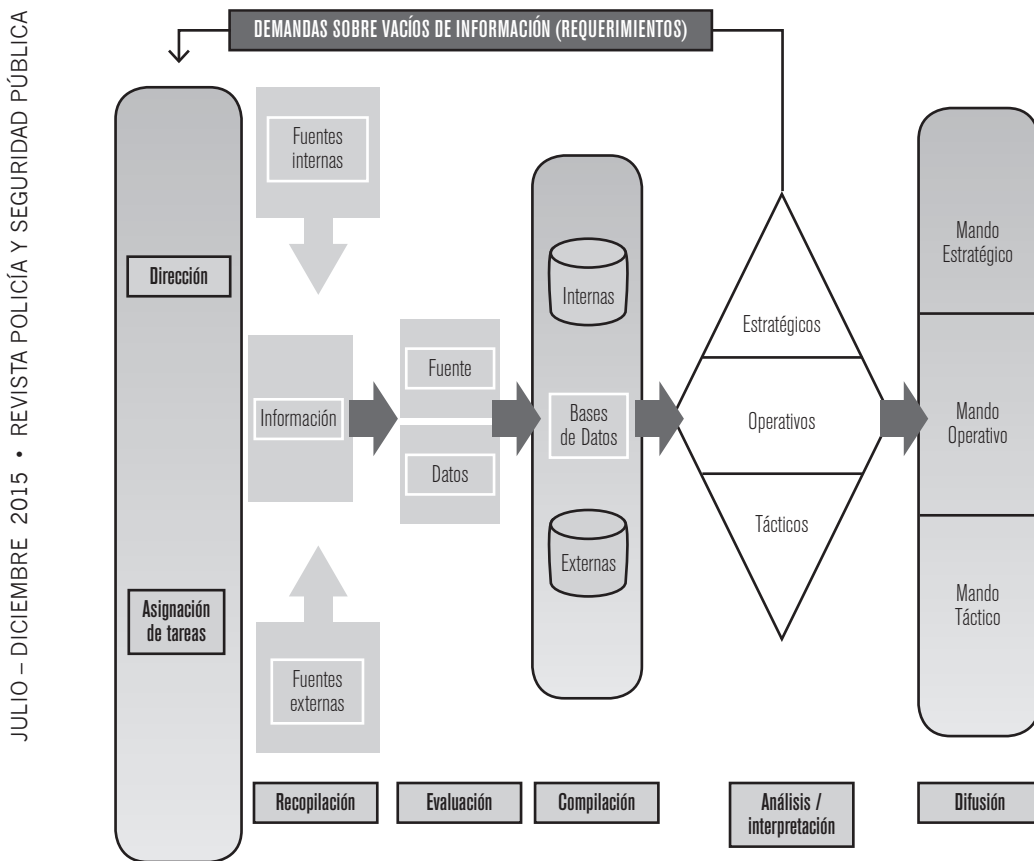 JULIO – DICIEMBRE 2015 • REVISTA POLICÍA Y SEGURIDAD PÚBLICA
DEMANDAS SOBRE VACÍOS DE INFORMACIÓN (REQUERIMIENTOS)
Dirección
Asignación
de tareas
Fuentes
internas
Información
Fuentes
externas
Recopilación
Fuente
Datos
Evaluación
Internas
Bases
de Datos
Externas
Compilación
Estratégicos
Operativos
Tácticos
Análisis /
interpretación
Mando
Estratégico
Mando
Operativo
Mando
Táctico
Difusión